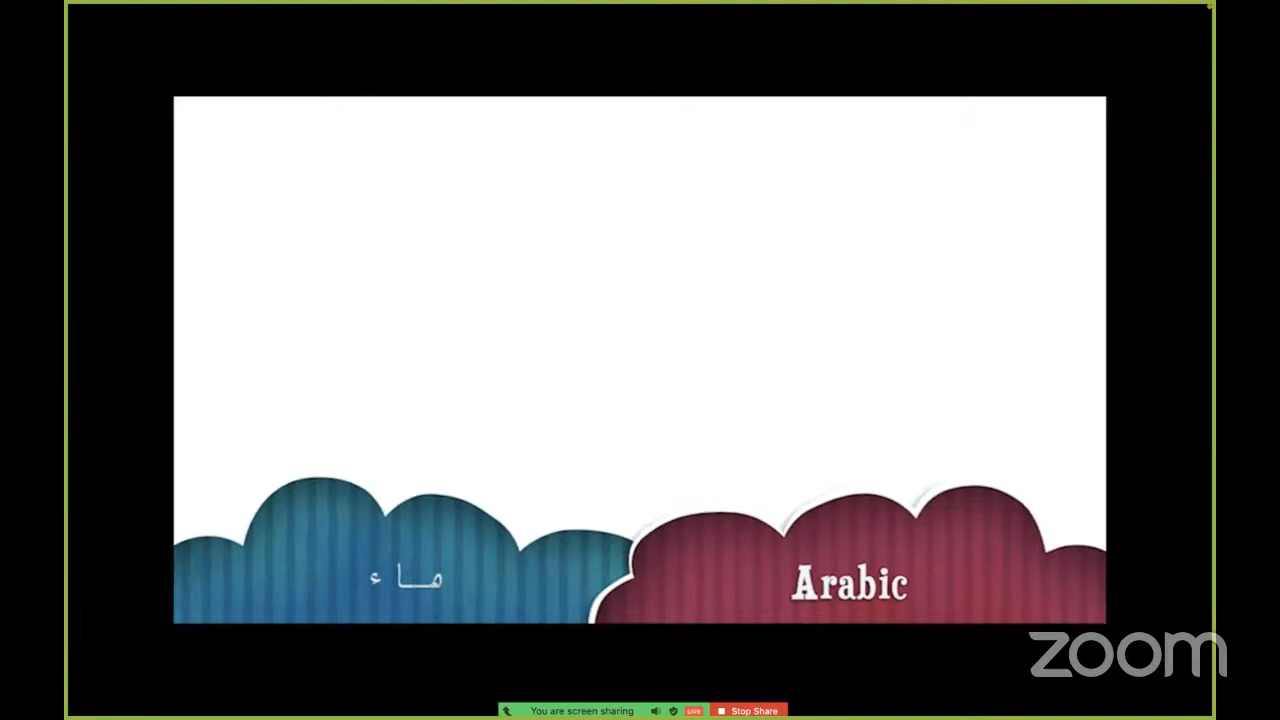 ماء
Arabic
zoom
You are screen sharing
LIVE
Stop Share